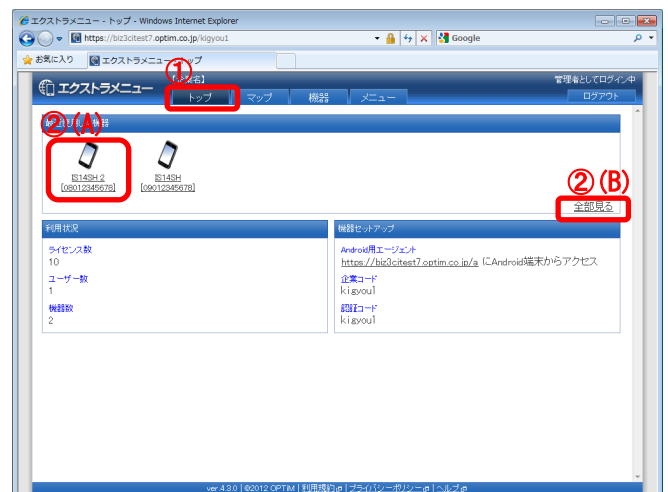 エクストラメニュー - トップ - Windows Internet Explorer
https://biz3citest7.optim.co.jp/kigyou1
Google
お気に入り
エクストラメニュー
ップ
①
エクストラメニュー
業名】
管理者としてログイン中
トップ
マップ
機器
メニュー
ログアウト
②(A)
機器
IS14SH 2
[08012345678]
IS14SH
[09012345678]
②(B)
全部見る
利用状況
ライセンス数
10
ユーザー数
1
機器数
2
機器セットアップ
Android用エージェント
https://biz3citest7.optim.co.jp/a にAndroid端末からアクセス
企業コード
kigyou1
認証コード
kigyou1
ver.4.3.0 | ©2012 OPTiM | 利用規約 | プライバシーポリシー | ヘルプ